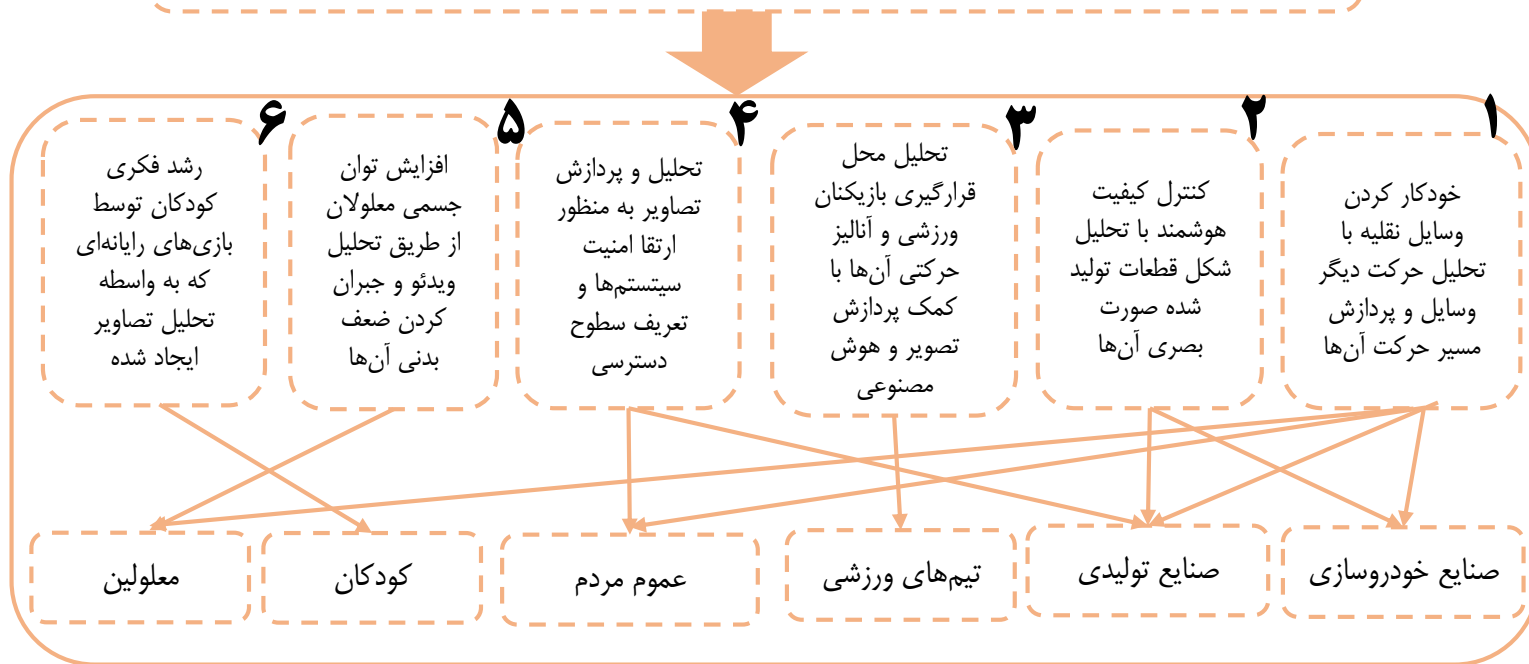 ۱
خودکار کردن
وسایل نقلیه با
تحلیل حرکت دیگر
وسایل و پردازش
مسیر حرکت آن‌ها
۲
کنترل کیفیت
هوشمند با تحلیل
شکل قطعات تولید
شده صورت
بصری آن‌ها
۳
تحلیل محل
قرارگیری بازیکنان
ورزشی و آنالیز
حرکتی آن‌ها با
کمک پردازش
تصویر و هوش
مصنوعی
۴
تحلیل و پردازش
تصاویر به منظور
ارتقا امنیت
سیتستم‌ها و
تعریف سطوح
دسترسی
۵
افزایش توان
جسمی معلولان
از طریق تحلیل
ویدئو و جبران
کردن ضعف
بدنی آن‌ها
۶
رشد فکری
کودکان توسط
بازی‌های رایانه‌ای
که به واسطه
تحلیل تصاویر
ایجاد شده
صنایع خودروسازی
صنایع تولیدی
تیم‌های ورزشی
عموم مردم
کودکان
معلولین